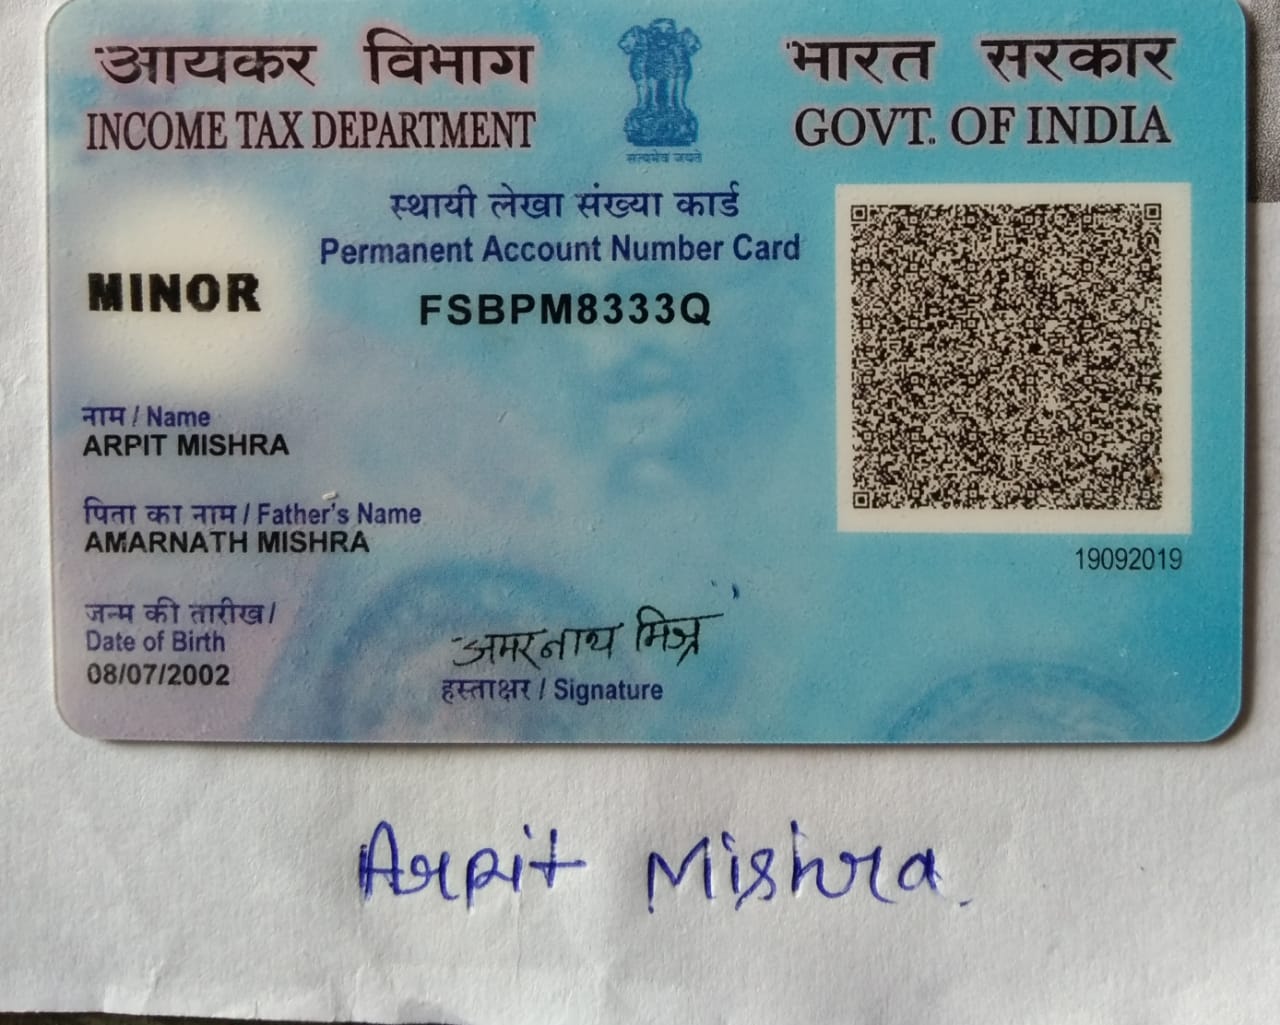 आयकर विभाग
INCOME TAX DEPARTMENT
सत्यमेव जयते
भारत सरकार
GOVT. OF INDIA
स्थायी लेखा संख्या कार्ड
Permanent Account Number Card
FSBPM8333Q
MINOR
नाम / Name
ARPIT MISHRA
पिता का नाम / Father's Name
AMARNATH MISHRA
19092019
जन्म की तारीख /
Date of Birth
08/07/2002
अमरनाथ मिश्र
हस्ताक्षर / Signature
Arpit Mishra.